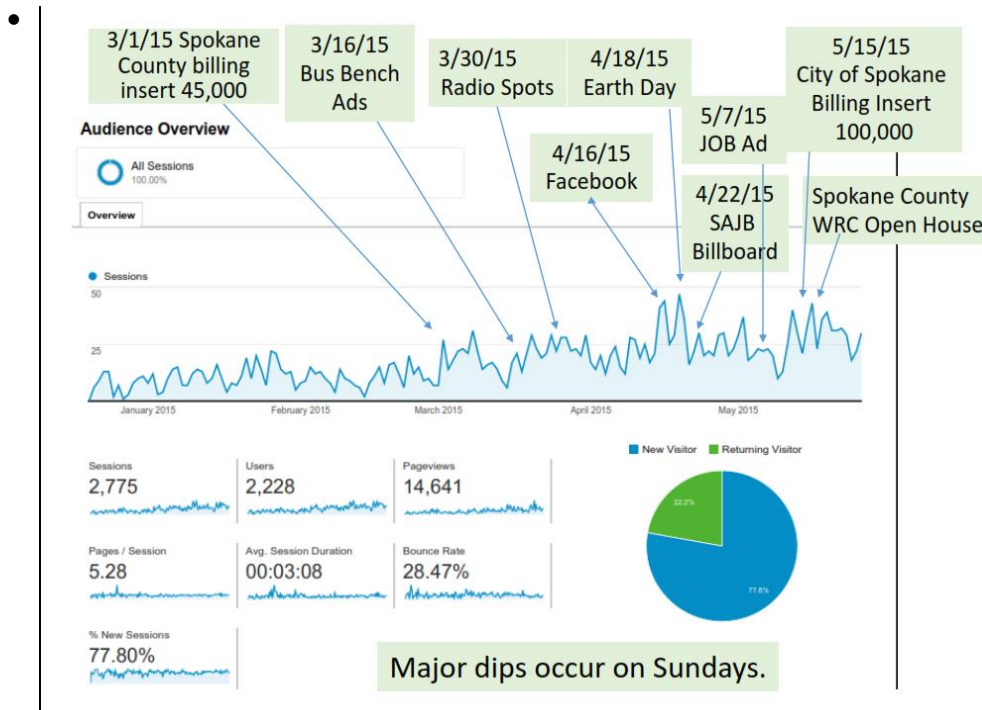 3/1/15 Spokane
County billing
insert 45,000
3/16/15
Bus Bench
Ads
3/30/15
Radio Spots
4/18/15
Earth Day
5/15/15
City of Spokane
Billing Insert
100,000
5/7/15
JOB Ad
4/16/15
Facebook
4/22/15
SAJB
Billboard
Spokane County
WRC Open House
Audience Overview
All Sessions
100.00%
Overview
Sessions
50
25
January 2015
February 2015
March 2015
April 2015
May 2015
Sessions
2,775
Users
2,228
Pageviews
14,641
Pages / Session
5.28
Avg. Session Duration
00:03:08
Bounce Rate
28.47%
% New Sessions
77.80%
New Visitor
Returning Visitor
22.2%
77.8%
Major dips occur on Sundays.